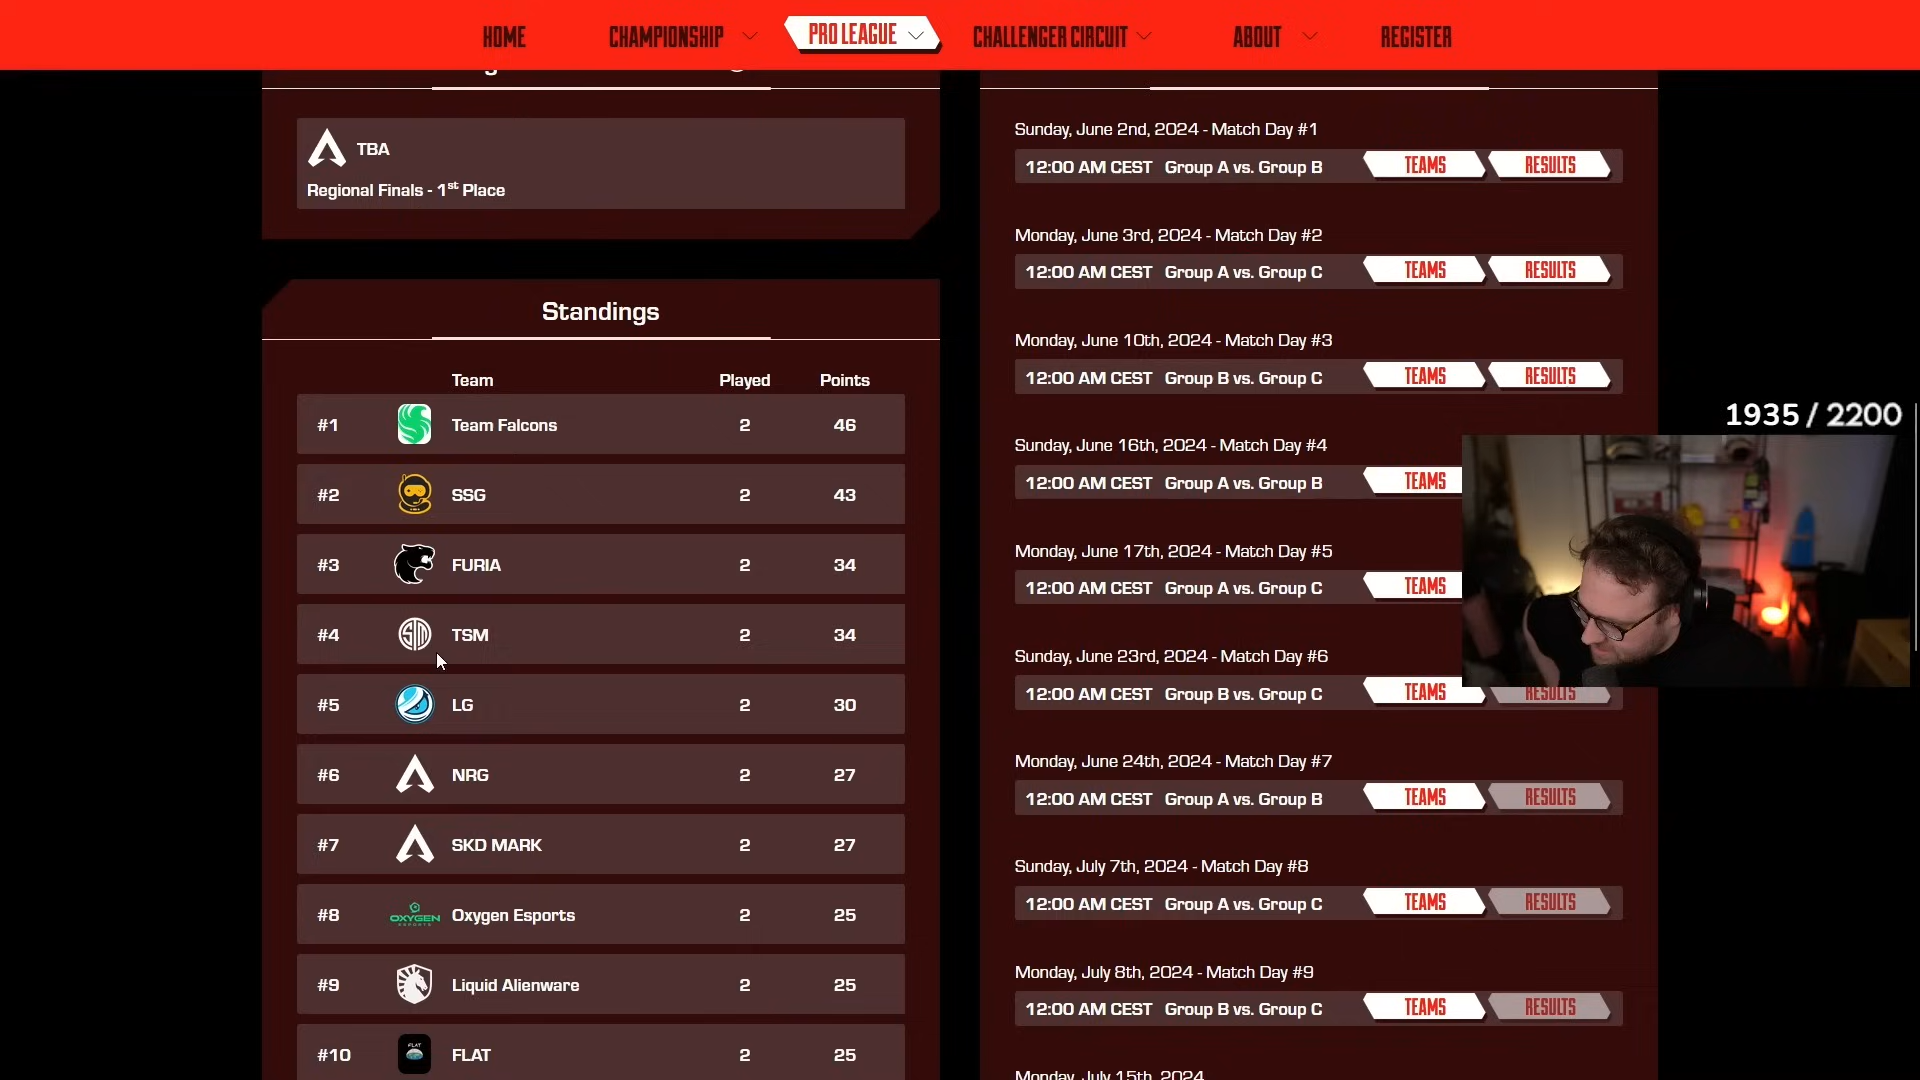 HOME
CHAMPIONSHIP
PRO LEAGUE
CHALLENGER CIRCUIT
ABOUT
REGISTER
TBA
Regional Finals - 1st Place
Standings
Team Played Points
#1 Team Falcons 2 46
#2 SSG 2 43
#3 FURIA 2 34
#4 TSM 2 34
#5 LG 2 30
#6 NRG 2 27
#7 SKD MARK 2 27
#8 OXYGEN ESPORTS Oxygen Esports 2 25
#9 Liquid Alienware 2 25
#10 FLAT FLAT 2 25
Sunday, June 2nd, 2024 - Match Day #1
12:00 AM CEST Group A vs. Group B TEAMS RESULTS
Monday, June 3rd, 2024 - Match Day #2
12:00 AM CEST Group A vs. Group C TEAMS RESULTS
Monday, June 10th, 2024 - Match Day #3
12:00 AM CEST Group B vs. Group C TEAMS RESULTS
Sunday, June 16th, 2024 - Match Day #4
12:00 AM CEST Group A vs. Group B TEAMS
Monday, June 17th, 2024 - Match Day #5
12:00 AM CEST Group A vs. Group C TEAMS
Sunday, June 23rd, 2024 - Match Day #6
12:00 AM CEST Group B vs. Group C TEAMS RESULTS
Monday, June 24th, 2024 - Match Day #7
12:00 AM CEST Group A vs. Group B TEAMS RESULTS
Sunday, July 7th, 2024 - Match Day #8
12:00 AM CEST Group A vs. Group C TEAMS RESULTS
Monday, July 8th, 2024 - Match Day #9
12:00 AM CEST Group B vs. Group C TEAMS RESULTS
Monday, July 15th, 2024
1935 / 2200